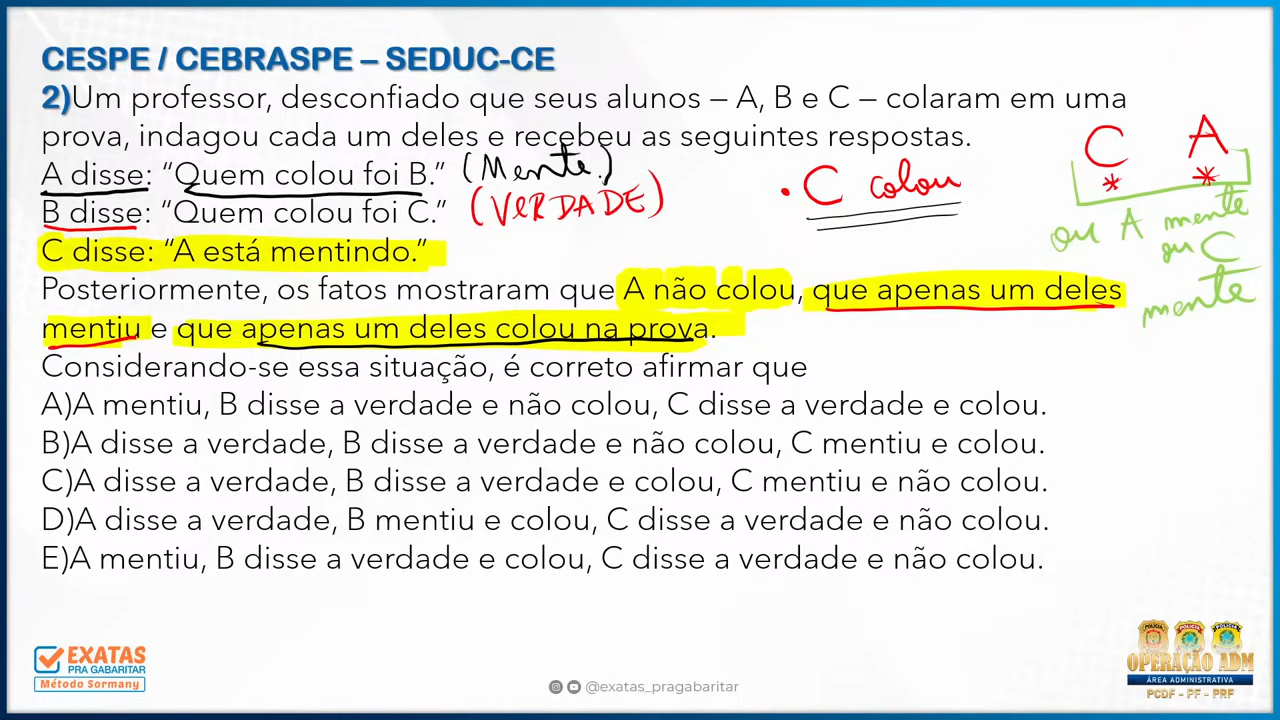 CESPE / CEBRASPE – SEDUC-CE
2)Um professor, desconfiado que seus alunos – A, B e C – colaram em uma
prova, indagou cada um deles e recebeu as seguintes respostas.
A disse: “Quem colou foi B.” (Mente.)
B disse: “Quem colou foi C.” (VERDADE)
C disse: “A está mentindo.”
Posteriormente, os fatos mostraram que A não colou, que apenas um deles
mentiu e que apenas um deles colou na prova.
Considerando-se essa situação, é correto afirmar que
A)A mentiu, B disse a verdade e não colou, C disse a verdade e colou.
B)A disse a verdade, B disse a verdade e não colou, C mentiu e colou.
C)A disse a verdade, B disse a verdade e colou, C mentiu e não colou.
D)A disse a verdade, B mentiu e colou, C disse a verdade e não colou.
E)A mentiu, B disse a verdade e colou, C disse a verdade e não colou.
• C colou
C A
* *
ou A mente
ou C
mente
EXATAS
PRA GABARITAR
Método Sormany
@exatas_pragabaritar
POLÍCIA POLÍCIA POLÍCIA
OPERAÇÃO ADM
ÁREA ADMINISTRATIVA
PCDF - PF - PRF